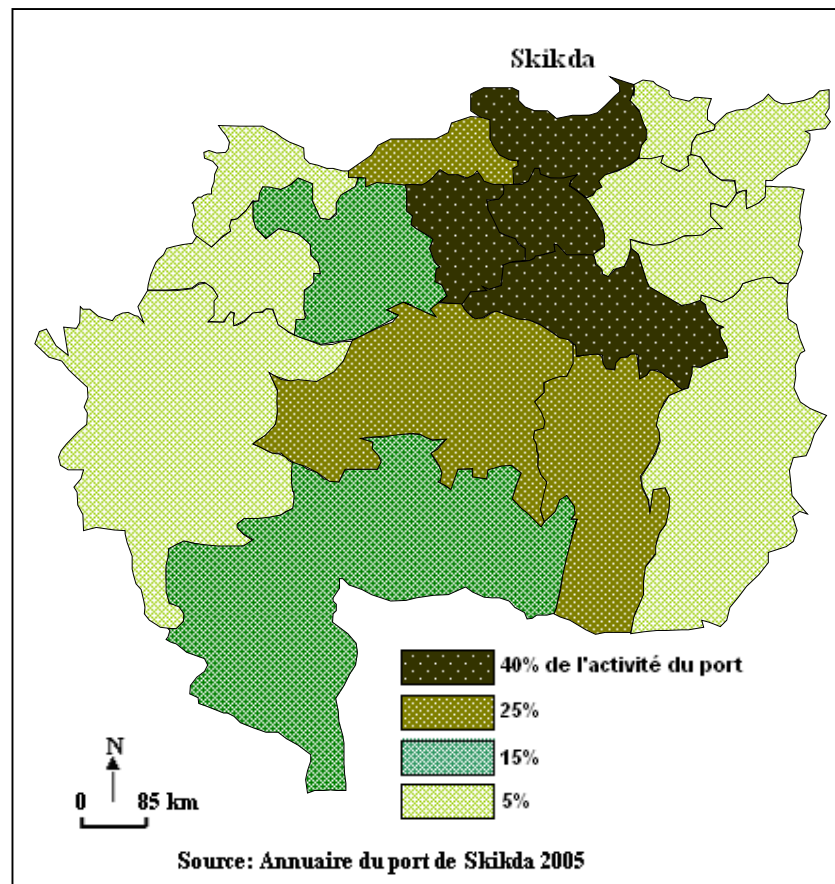 Skikda
40% de l'activité du port
25%
15%
5%
N
0 85 km
Source: Annuaire du port de Skikda 2005